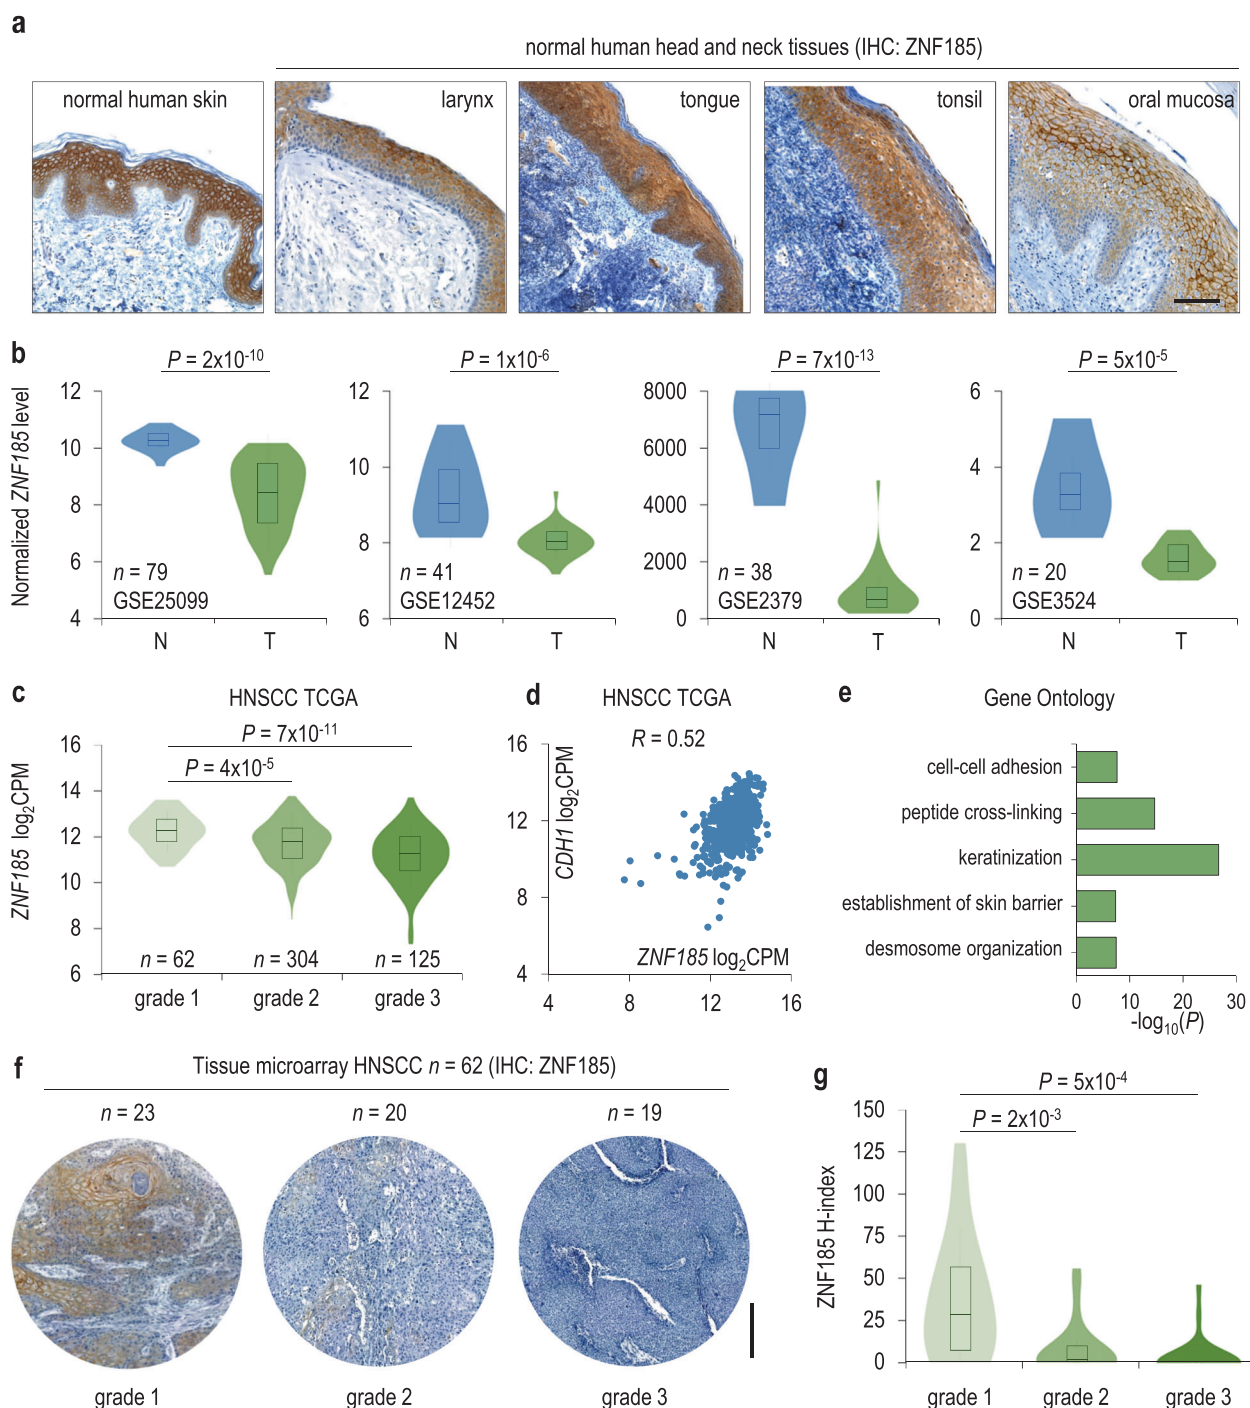 a
normal human head and neck tissues (IHC: ZNF185)
normal human skin
larynx
tongue
tonsil
oral mucosa
b
Normalized ZNF185 level
P = 2x10-10
12
10
8
6
4
n = 79
GSE25099
N T
P = 1x10-6
12
10
8
6
n = 41
GSE12452
N T
P = 7x10-13
8000
6000
4000
2000
0
n = 38
GSE2379
N T
P = 5x10-5
6
4
2
0
n = 20
GSE3524
N T
c
HNSCC TCGA
P = 7x10-11
P = 4x10-5
ZNF185 log2CPM
16
14
12
10
8
6
n = 62 n = 304 n = 125
grade 1 grade 2 grade 3
d
HNSCC TCGA
R = 0.52
CDH1 log2CPM
16
12
8
4
ZNF185 log2CPM
4 8 12 16
e
Gene Ontology
cell-cell adhesion
peptide cross-linking
keratinization
establishment of skin barrier
desmosome organization
0 10 20 30
-log10(P)
f
Tissue microarray HNSCC n = 62 (IHC: ZNF185)
n = 23 n = 20 n = 19
grade 1 grade 2 grade 3
g
P = 5x10-4
P = 2x10-3
ZNF185 H-index
150
125
75
50
25
0
grade 1 grade 2 grade 3